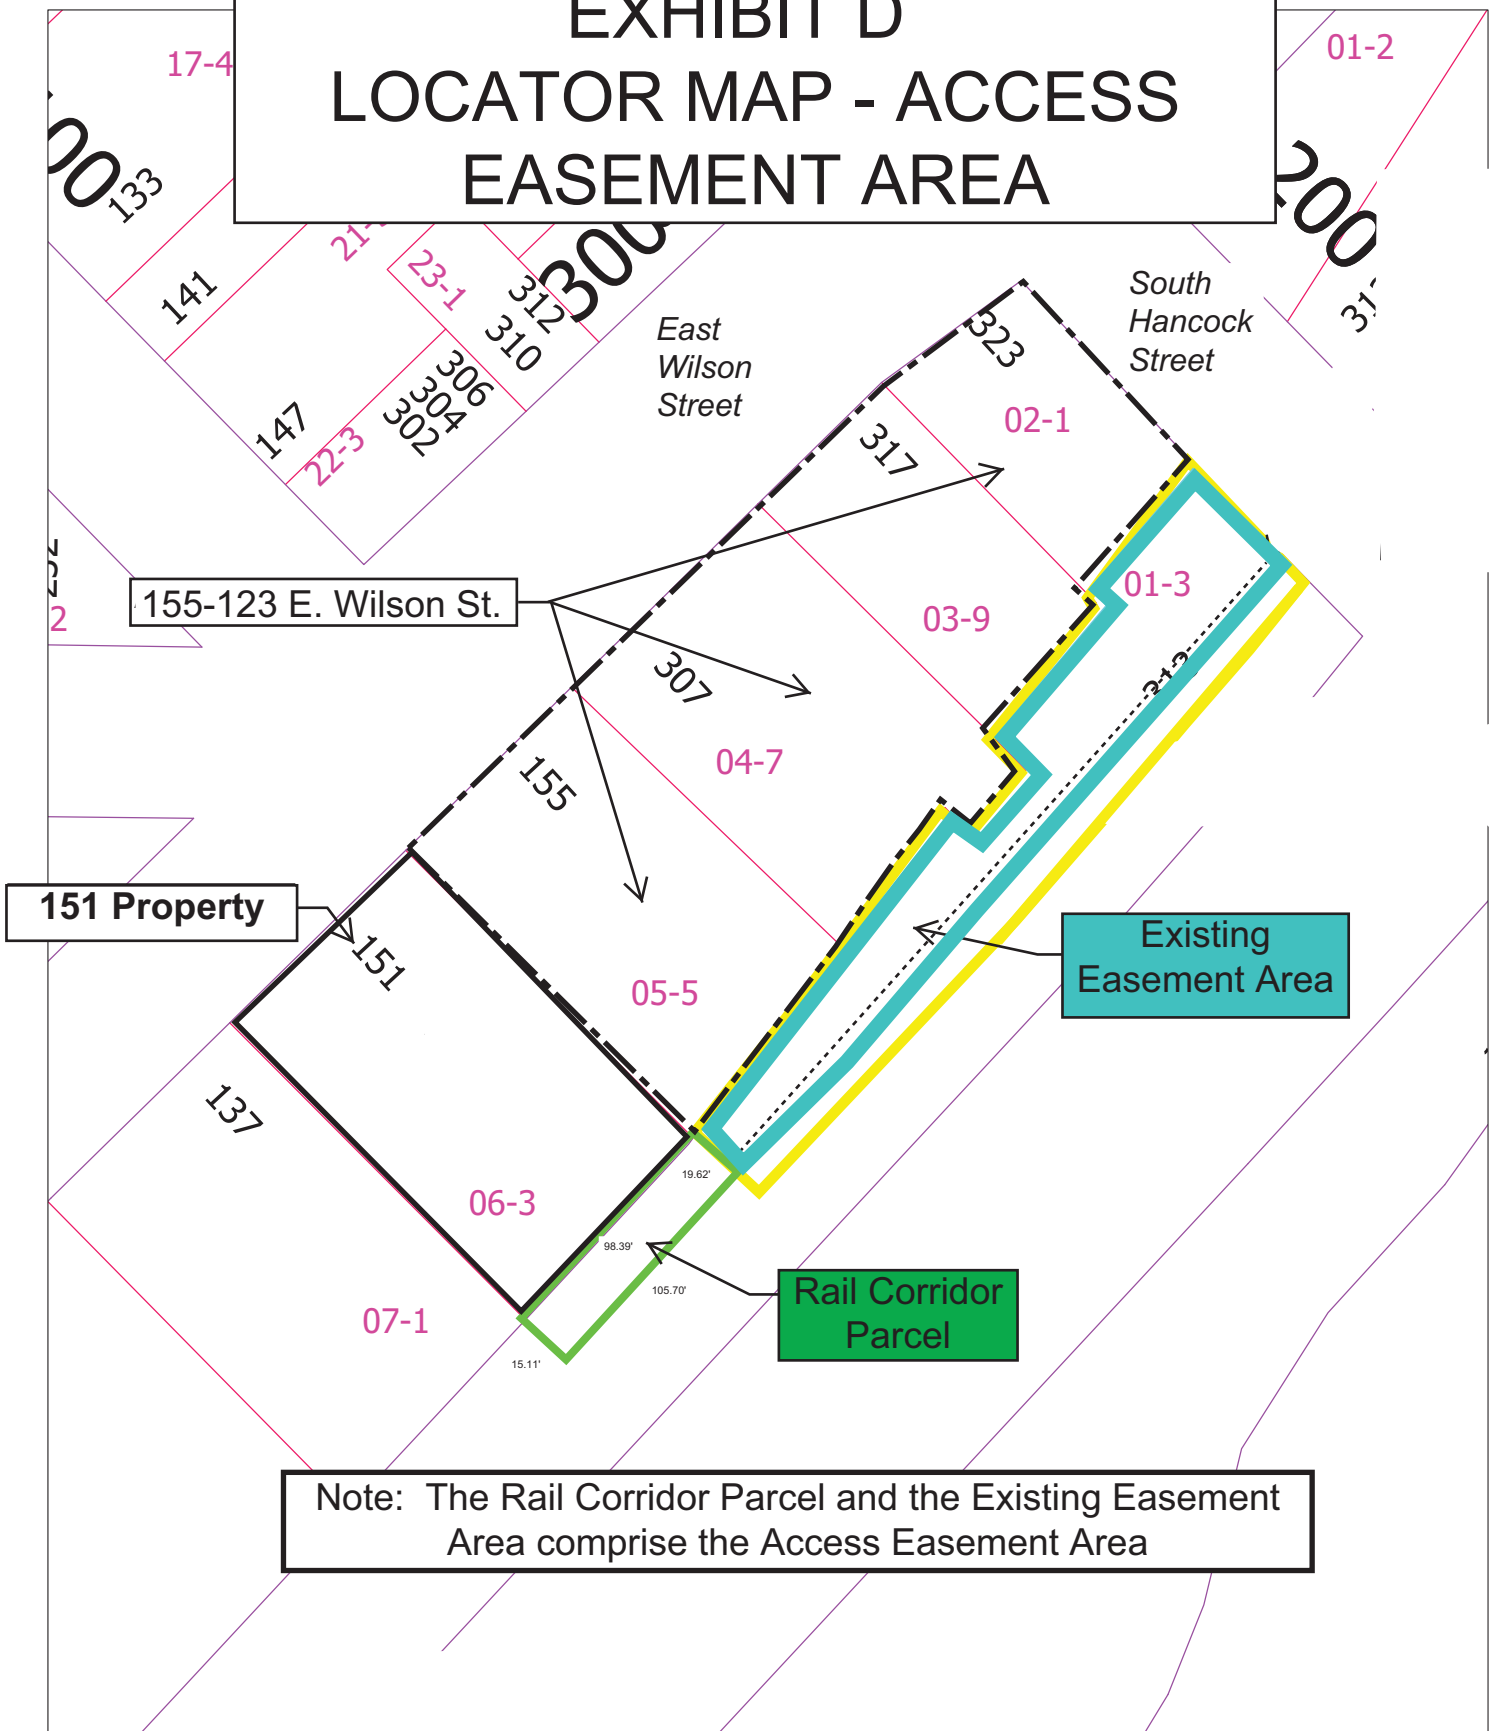 EXHIBIT D
LOCATOR MAP - ACCESS
EASEMENT AREA
17-4
01-2
00
133
200
141
23-1
312
300
310
South
Hancock
Street
East
Wilson
Street
323
306
304
302
147
22-3
317
02-1
155-123 E. Wilson St.
2
01-3
03-9
307
04-7
155
151 Property
151
Existing
Easement Area
05-5
137
19.62'
06-3
98.39'
105.70'
Rail Corridor
Parcel
07-1
15.11'
Note: The Rail Corridor Parcel and the Existing Easement
Area comprise the Access Easement Area